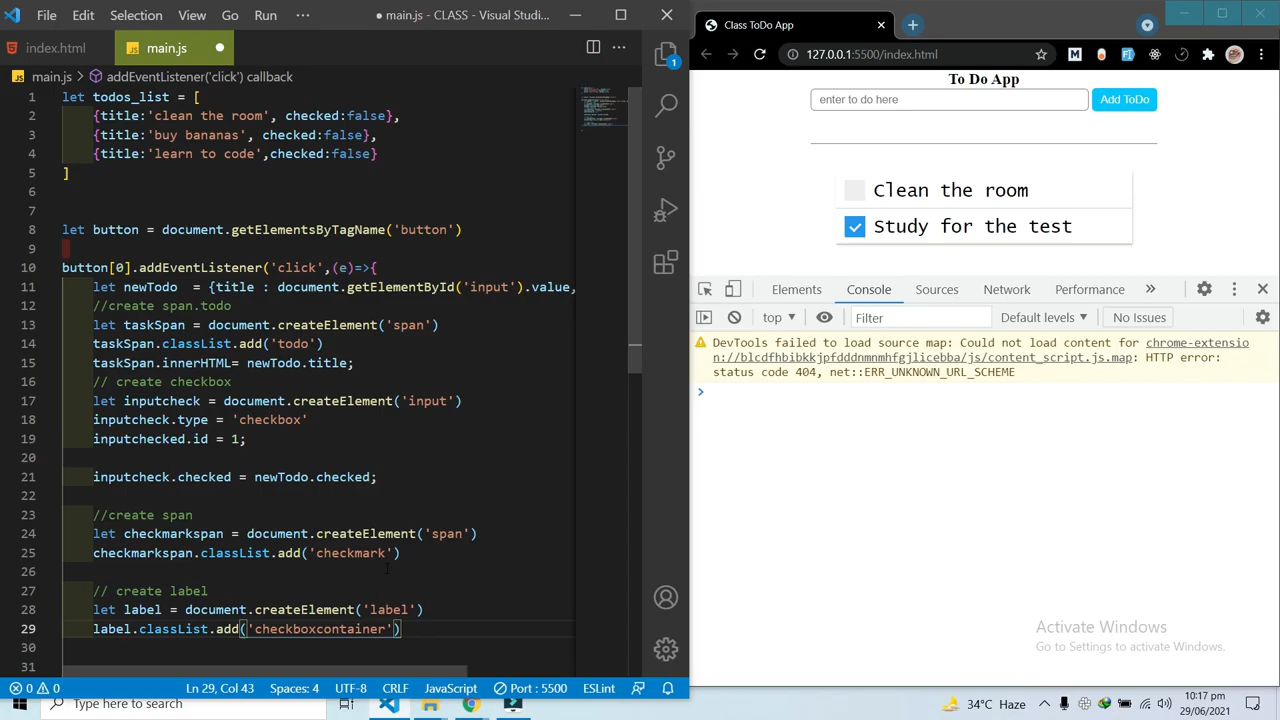 File Edit Selection View Go Run ··· ● main.js - CLASS - Visual Studi...
index.html
main.js ●
main.js > addEventListener('click') callback
1 let todos_list = [
2 {title:'clean the room', checked:false},
3 {title:'buy bananas', checked:false},
4 {title:'learn to code',checked:false}
5 ]
6
7
8 let button = document.getElementsByTagName('button')
9
10 button[0].addEventListener('click',(e)=>{
11 let newTodo  = {title : document.getElementById('input').value,
12 //create span.todo
13 let taskSpan = document.createElement('span')
14 taskSpan.classList.add('todo')
15 taskSpan.innerHTML= newTodo.title;
16 // create checkbox
17 let inputcheck = document.createElement('input')
18 inputcheck.type = 'checkbox'
19 inputchecked.id = 1;
20
21 inputcheck.checked = newTodo.checked;
22
23 //create span
24 let checkmarkspan = document.createElement('span')
25 checkmarkspan.classList.add('checkmark')
26
27 // create label
28 let label = document.createElement('label')
29 label.classList.add('checkboxcontainer')
30
31
1
0 0 Ln 29, Col 43 Spaces: 4 UTF-8 CRLF JavaScript Port : 5500 ESLint
Class ToDo App
127.0.0.1:5500/index.html
To Do App
enter to do here Add ToDo
Clean the room
Study for the test
Elements Console Sources Network Performance
top Filter Default levels No Issues
DevTools failed to load source map: Could not load content for chrome-extensio
n://blcdfhbibkkjpfdddnmnmhfgjlicebba/js/content_script.js.map: HTTP error:
status code 404, net::ERR_UNKNOWN_URL_SCHEME
Activate Windows
Go to Settings to activate Windows.
Type here to search
34°C Haze
10:17 pm
29/06/2021